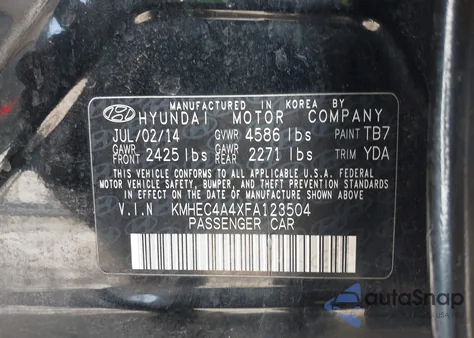 MANUFACTURED IN KOREA BY
HYUNDAI MOTOR COMPANY
JUL/02/14 GVWR 4586 lbs PAINT TB7
GAWR FRONT 2425 lbs GAWR REAR 2271 lbs TRIM YDA
THIS VEHICLE CONFORMS TO ALL APPLICABLE U.S.A. FEDERAL
MOTOR VEHICLE SAFETY, BUMPER, AND THEFT PREVENTION STANDARDS
IN EFFECT ON THE DATE OF MANUFACTURE SHOWN ABOVE
V.I.N KMHEC4A4XFA123504
PASSENGER CAR
autoSnap